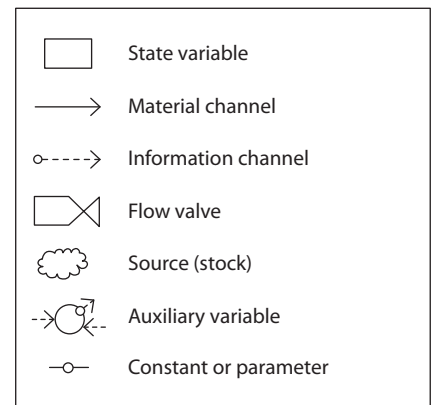 State variable
Material channel
Information channel
Flow valve
Source (stock)
Auxiliary variable
Constant or parameter